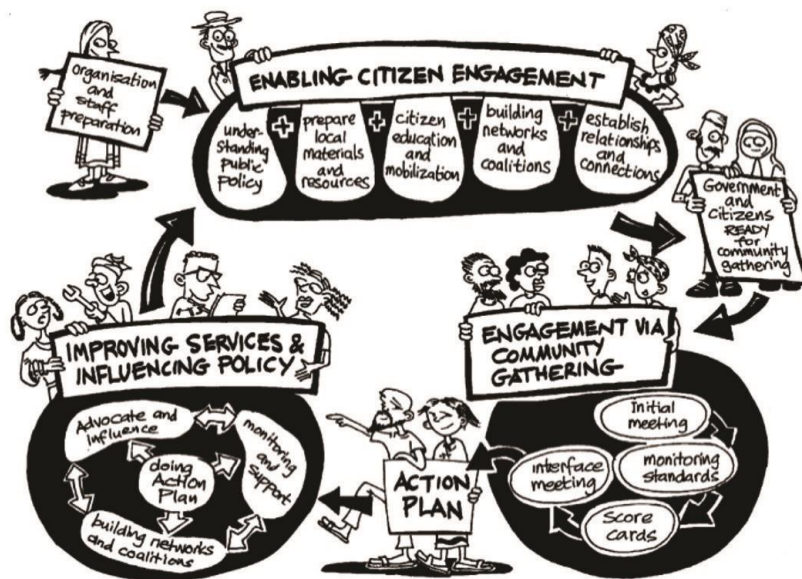 Organisation
and
staff
preparation
ENABLING CITIZEN ENGAGEMENT
under-
standing
public
policy
+
prepare
local
materials
and
resources
+
citizen
education
and
mobilization
+
building
networks
and
coalitions
+
establish
relationships
and
connections
Government
and
citizens
READY
for
community
gathering
ENGAGEMENT VIA
COMMUNITY
GATHERING
Initial
meeting
monitoring
standards
Score
cards
interface
meeting
ACTION
PLAN
IMPROVING SERVICES &
INFLUENCING POLICY
Advocate and
influence
monitoring
and
support
doing
Action
Plan
building networks
and coalitions